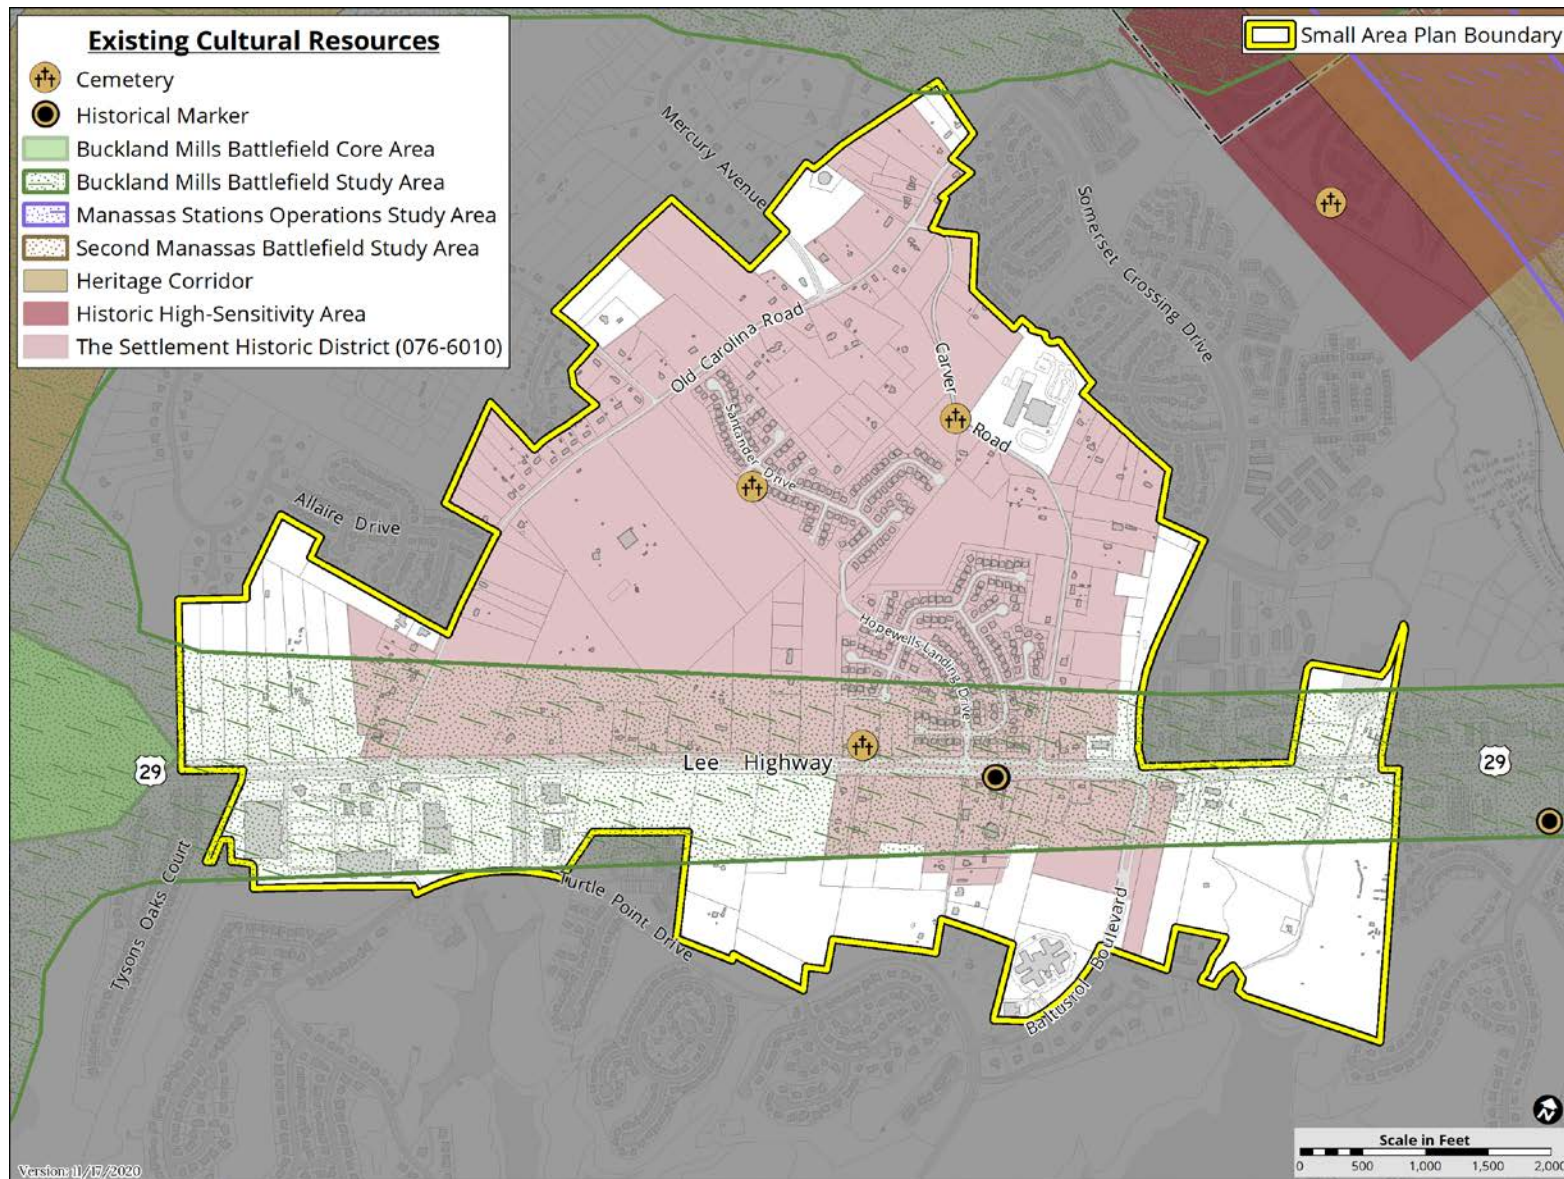 Existing Cultural Resources
Cemetery
Historical Marker
Buckland Mills Battlefield Core Area
Buckland Mills Battlefield Study Area
Manassas Stations Operations Study Area
Second Manassas Battlefield Study Area
Heritage Corridor
Historic High-Sensitivity Area
The Settlement Historic District (076-6010)
Small Area Plan Boundary
Mercury Avenue
Somerset Crossing Drive
Old Carolina Road
Carver Road
Santander Drive
Allaire Drive
Hopewells Landing Drive
Lee Highway
29
29
Tysons Oaks Court
Turtle Point Drive
Baltusrol Boulevard
N
Scale in Feet
0 500 1,000 1,500 2,000
Version: 11/17/2020